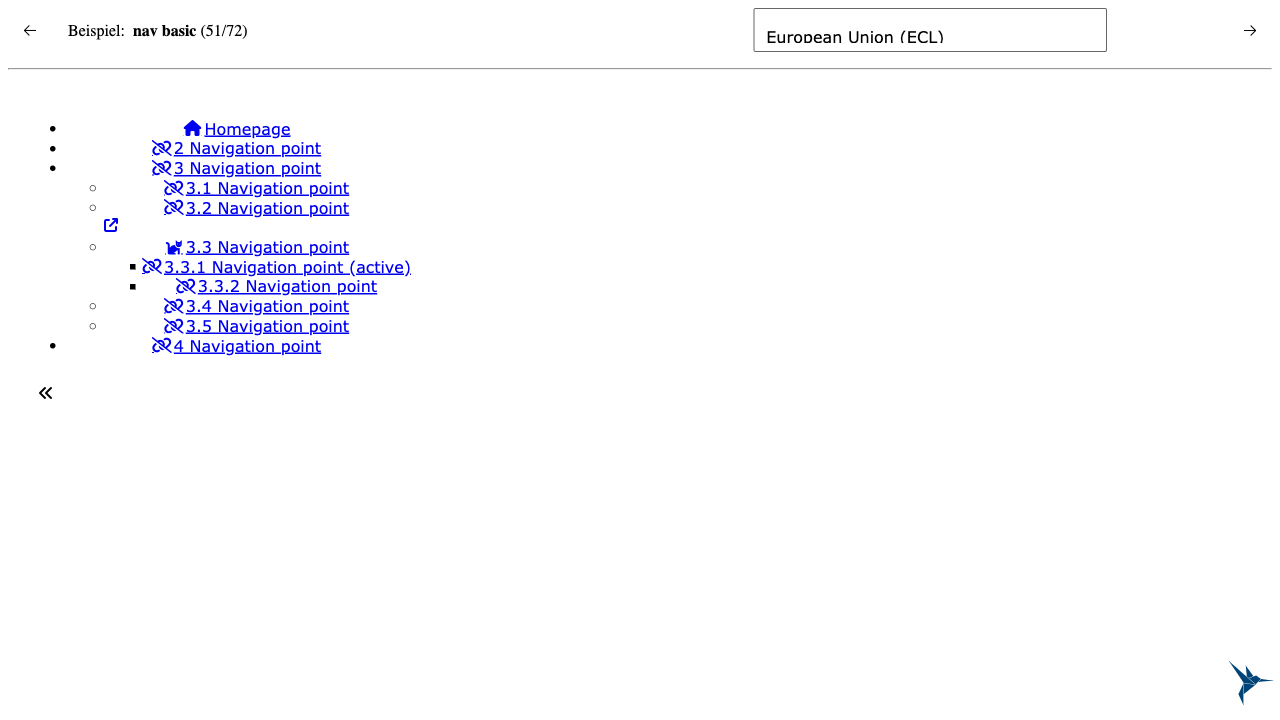 Beispiel: nav basic (51/72)
European Union (ECL)
Homepage
2 Navigation point
3 Navigation point
3.1 Navigation point
3.2 Navigation point
3.3 Navigation point
3.3.1 Navigation point (active)
3.3.2 Navigation point
3.4 Navigation point
3.5 Navigation point
4 Navigation point